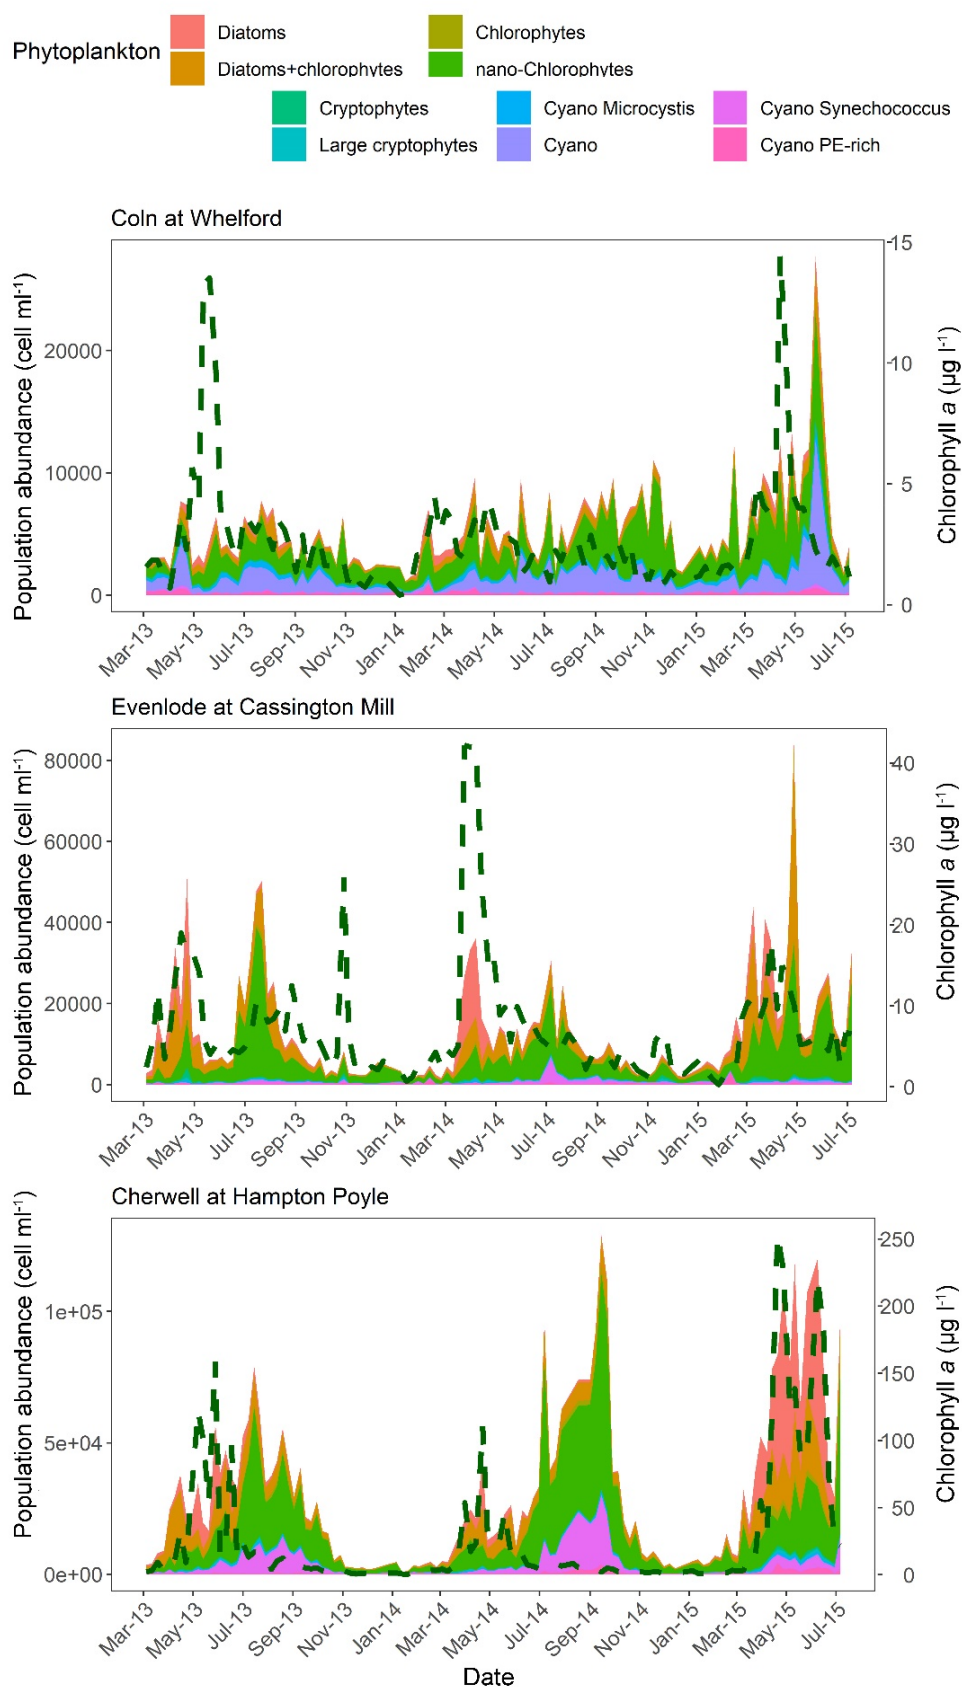 Phytoplankton
Diatoms
Chlorophytes
Diatoms+chlorophytes
nano-Chlorophytes
Cryptophytes
Cyano Microcystis
Cyano Synechococcus
Large cryptophytes
Cyano
Cyano PE-rich
Coln at Whelford
Population abundance (cell ml⁻¹)
20000
10000
0
15
10
5
0
Chlorophyll a (µg l⁻¹)
Mar-13
May-13
Jul-13
Sep-13
Nov-13
Jan-14
Mar-14
May-14
Jul-14
Sep-14
Nov-14
Jan-15
Mar-15
May-15
Jul-15
Evenlode at Cassington Mill
Population abundance (cell ml⁻¹)
80000
60000
40000
20000
0
40
30
20
10
0
Chlorophyll a (µg l⁻¹)
Mar-13
May-13
Jul-13
Sep-13
Nov-13
Jan-14
Mar-14
May-14
Jul-14
Sep-14
Nov-14
Jan-15
Mar-15
May-15
Jul-15
Cherwell at Hampton Poyle
Population abundance (cell ml⁻¹)
1e+05
5e+04
0e+00
250
200
150
100
50
0
Chlorophyll a (µg l⁻¹)
Mar-13
May-13
Jul-13
Sep-13
Nov-13
Jan-14
Mar-14
May-14
Jul-14
Sep-14
Nov-14
Jan-15
Mar-15
May-15
Jul-15
Date